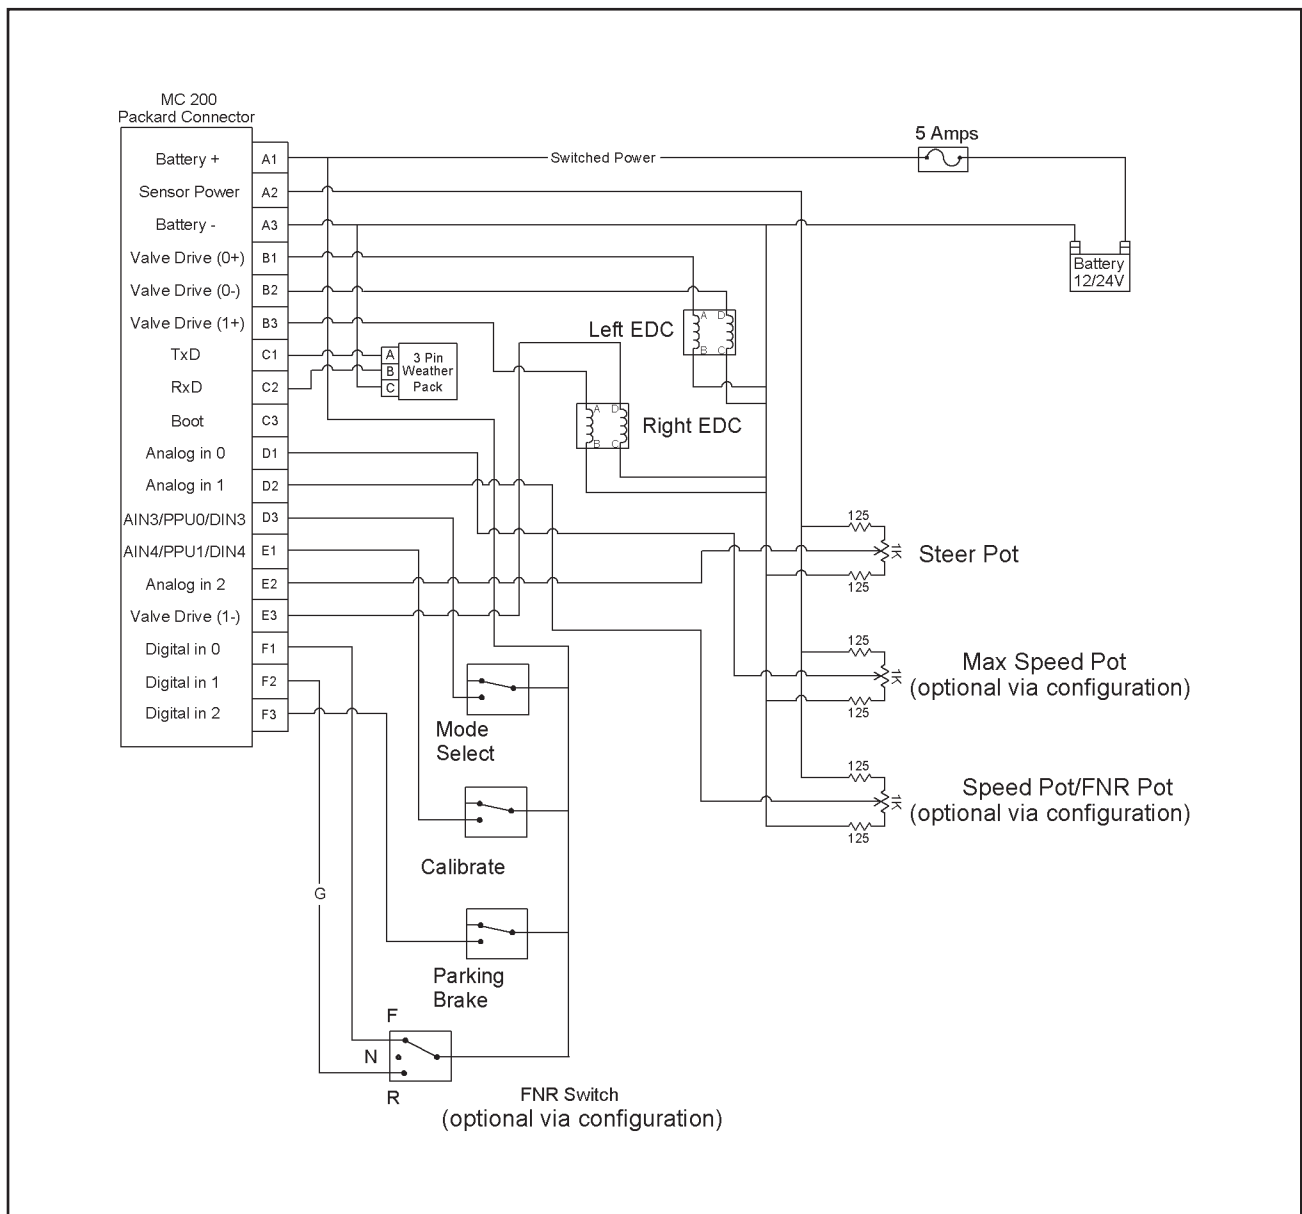 MC 200
Packard Connector
Battery + A1
Sensor Power A2
Battery - A3
Valve Drive (0+) B1
Valve Drive (0-) B2
Valve Drive (1+) B3
TxD C1
RxD C2
Boot C3
Analog in 0 D1
Analog in 1 D2
AIN3/PPU0/DIN3 D3
AIN4/PPU1/DIN4 E1
Analog in 2 E2
Valve Drive (1-) E3
Digital in 0 F1
Digital in 1 F2
Digital in 2 F3
Switched Power
5 Amps
Battery
12/24V
Left EDC
A D
B C
A
B
C
3 Pin
Weather
Pack
Right EDC
A D
B C
125
1K
125
Steer Pot
125
1K
125
Max Speed Pot
(optional via configuration)
125
1K
125
Speed Pot/FNR Pot
(optional via configuration)
Mode
Select
Calibrate
G
Parking
Brake
F
N
R
FNR Switch
(optional via configuration)